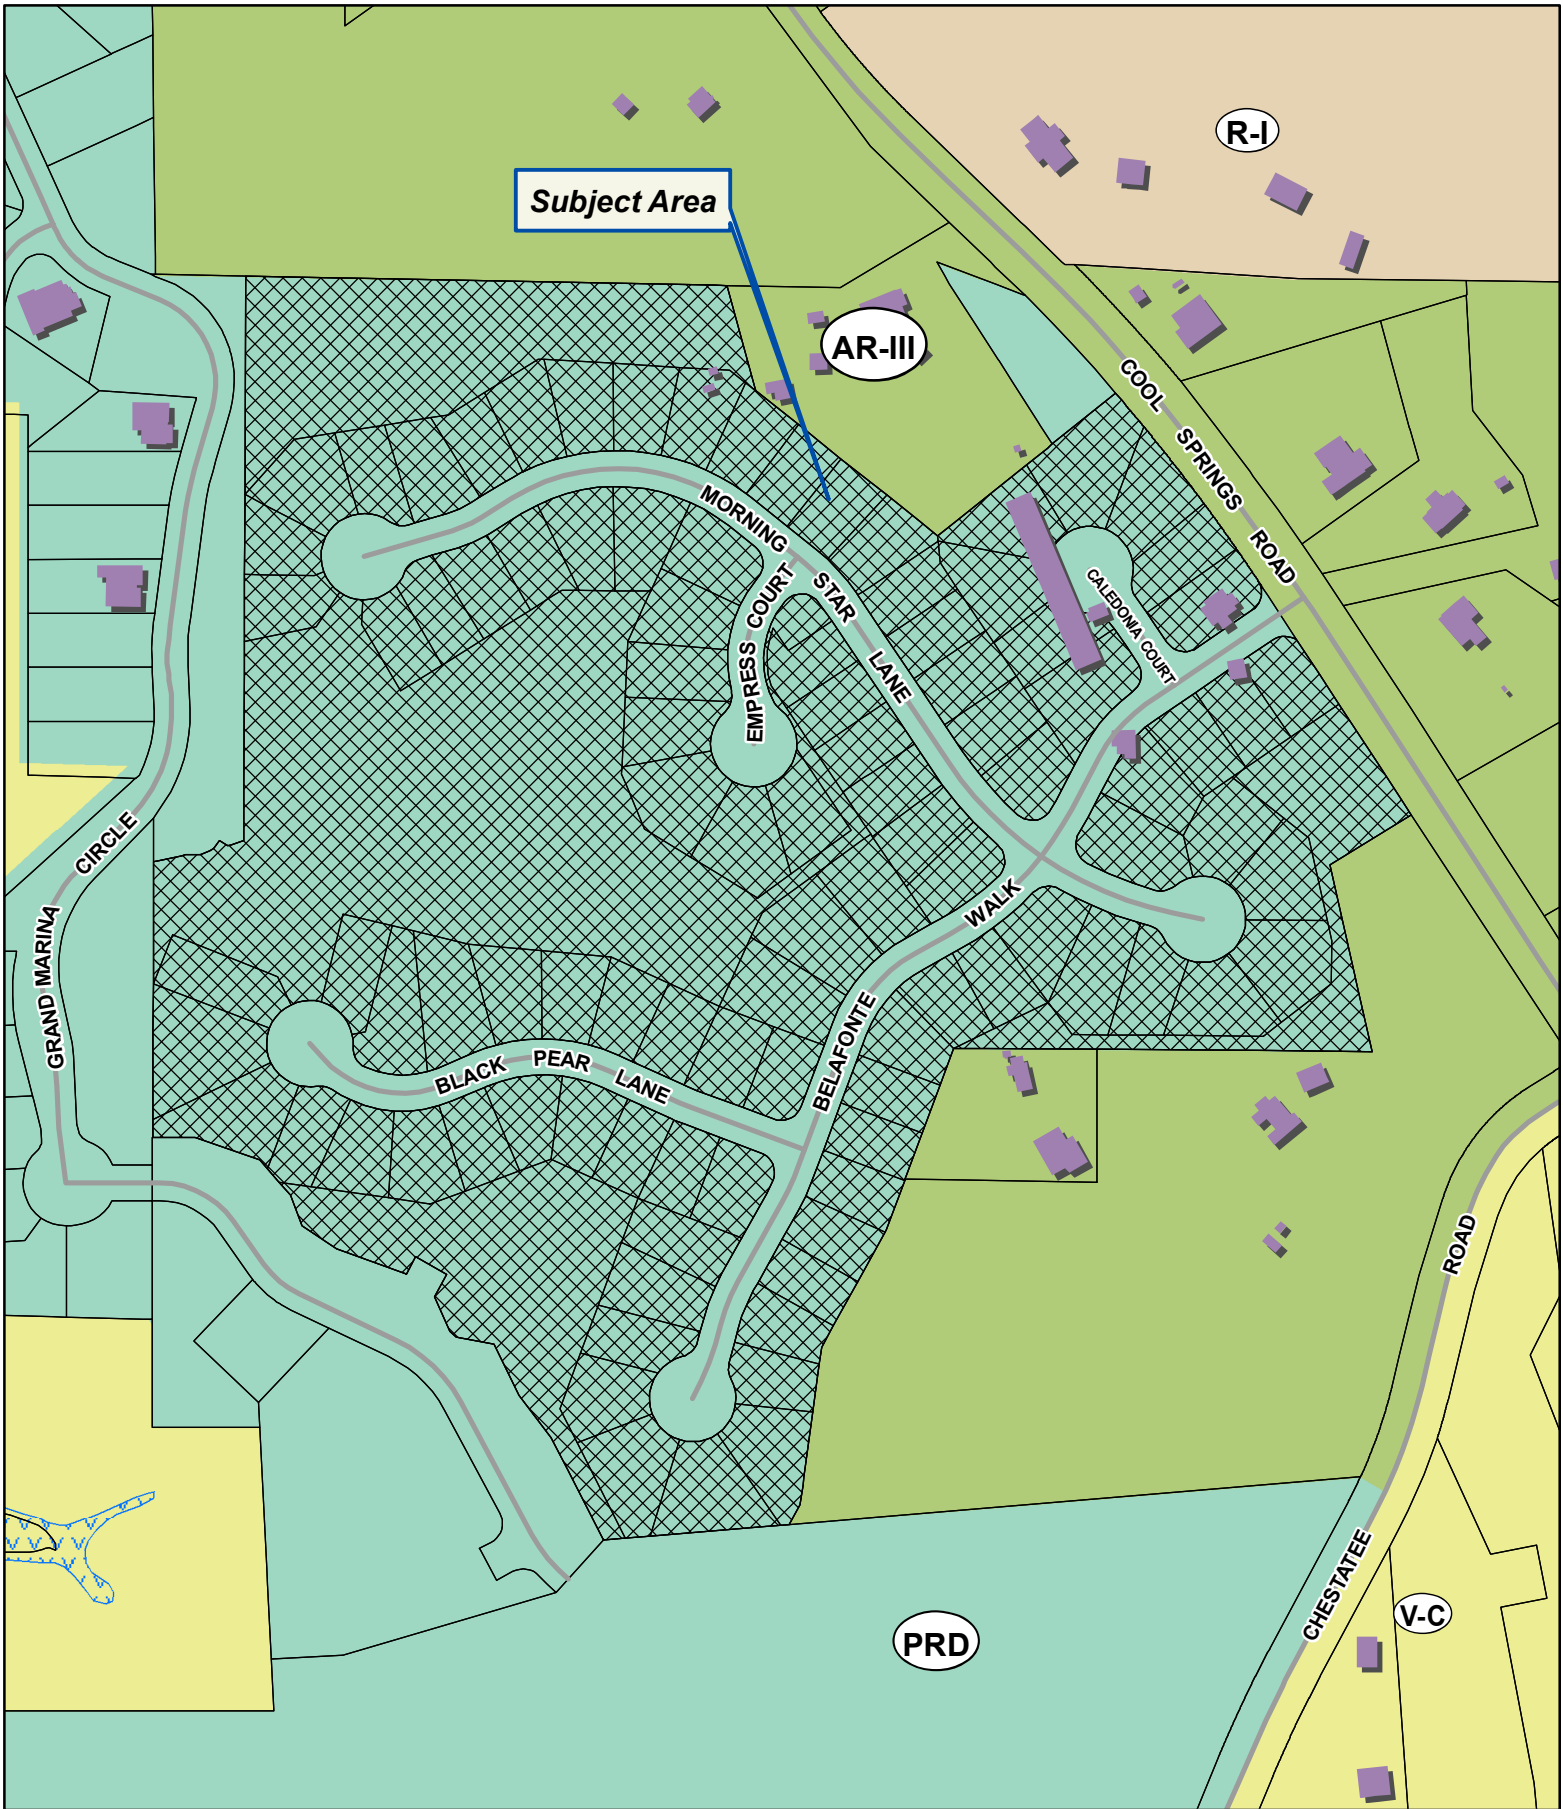 R-I
Subject Area
AR-III
COOL SPRINGS ROAD
MORNING STAR LANE
EMPRESS COURT
CALEDONIA COURT
GRAND MARINA CIRCLE
BELAFONTE WALK
BLACK PEAR LANE
CHESTATEE ROAD
V-C
PRD